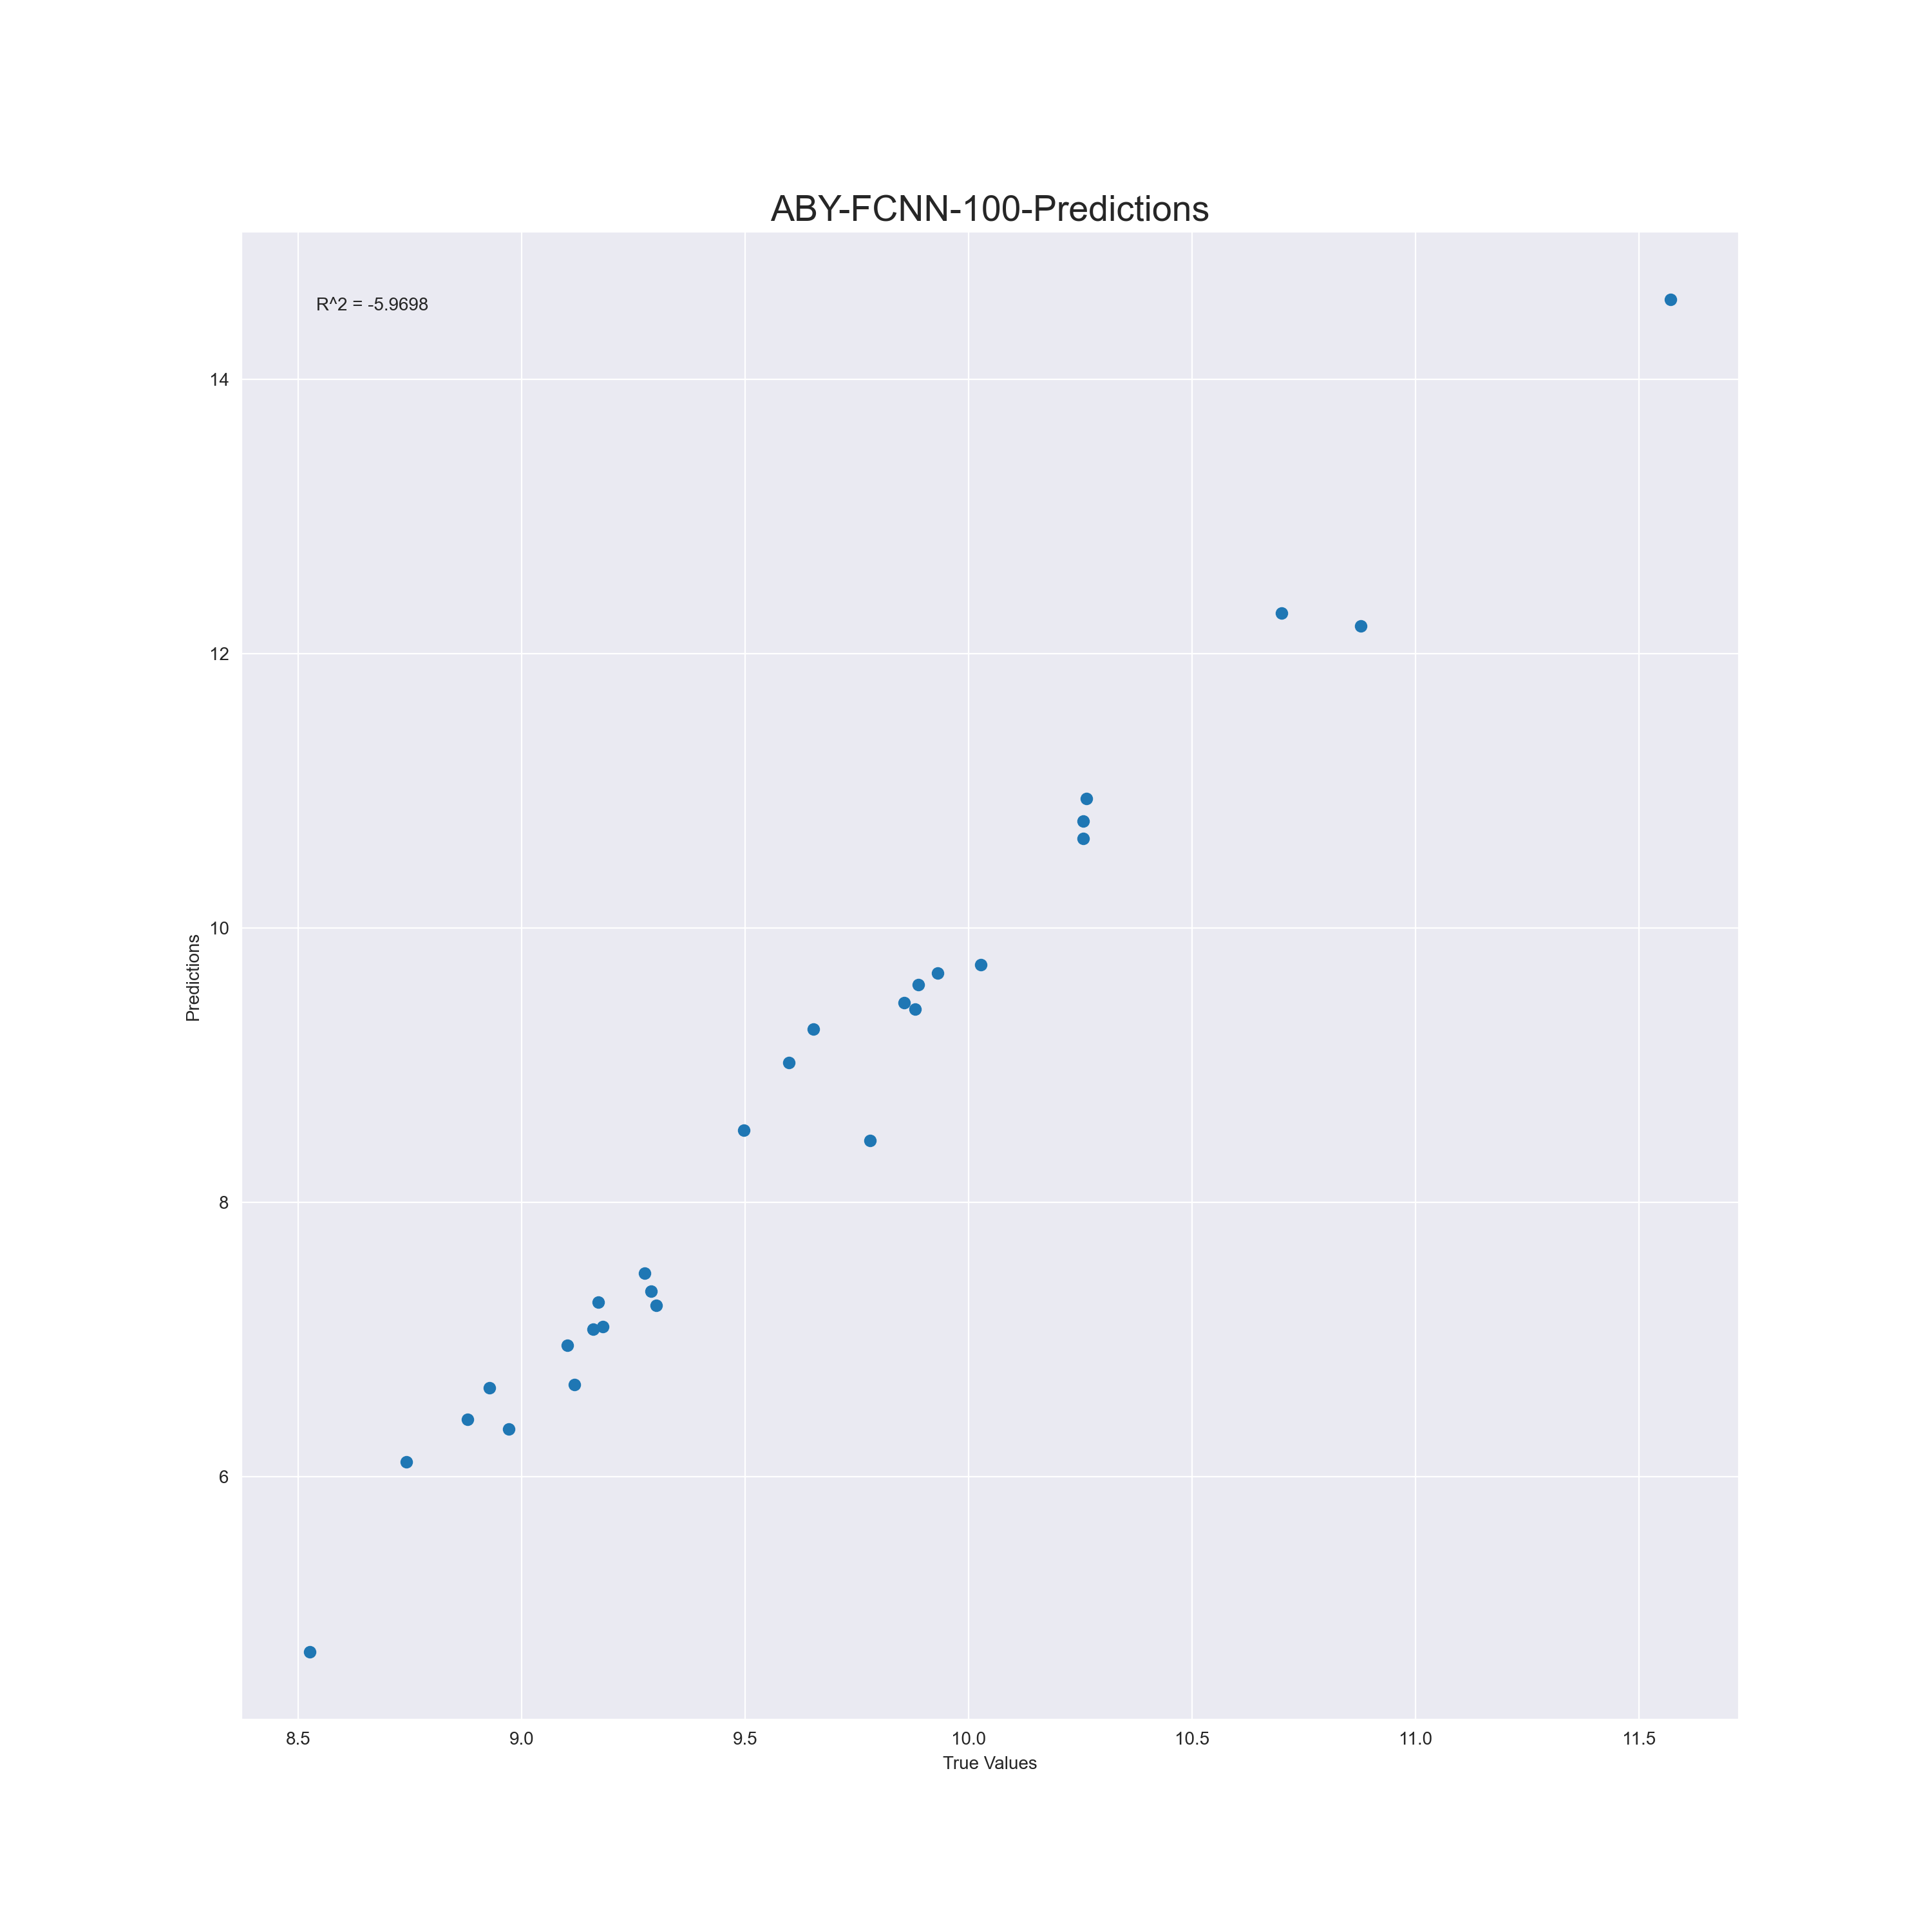 ABY-FCNN-100-Predictions
R^2 = -5.9698
14
12
10
8
6
Predictions
8.5 9.0 9.5 10.0 10.5 11.0 11.5
True Values